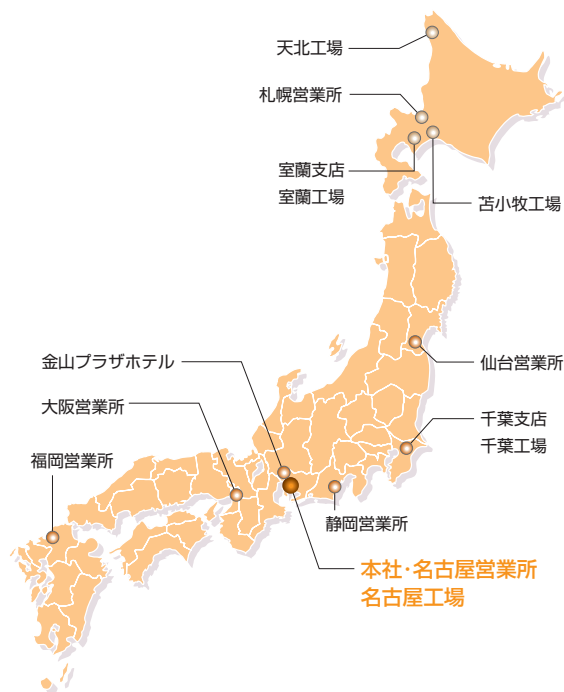 天北工場
札幌営業所
室蘭支店
室蘭工場
苫小牧工場
金山プラザホテル
仙台営業所
大阪営業所
千葉支店
千葉工場
福岡営業所
静岡営業所
本社・名古屋営業所
名古屋工場